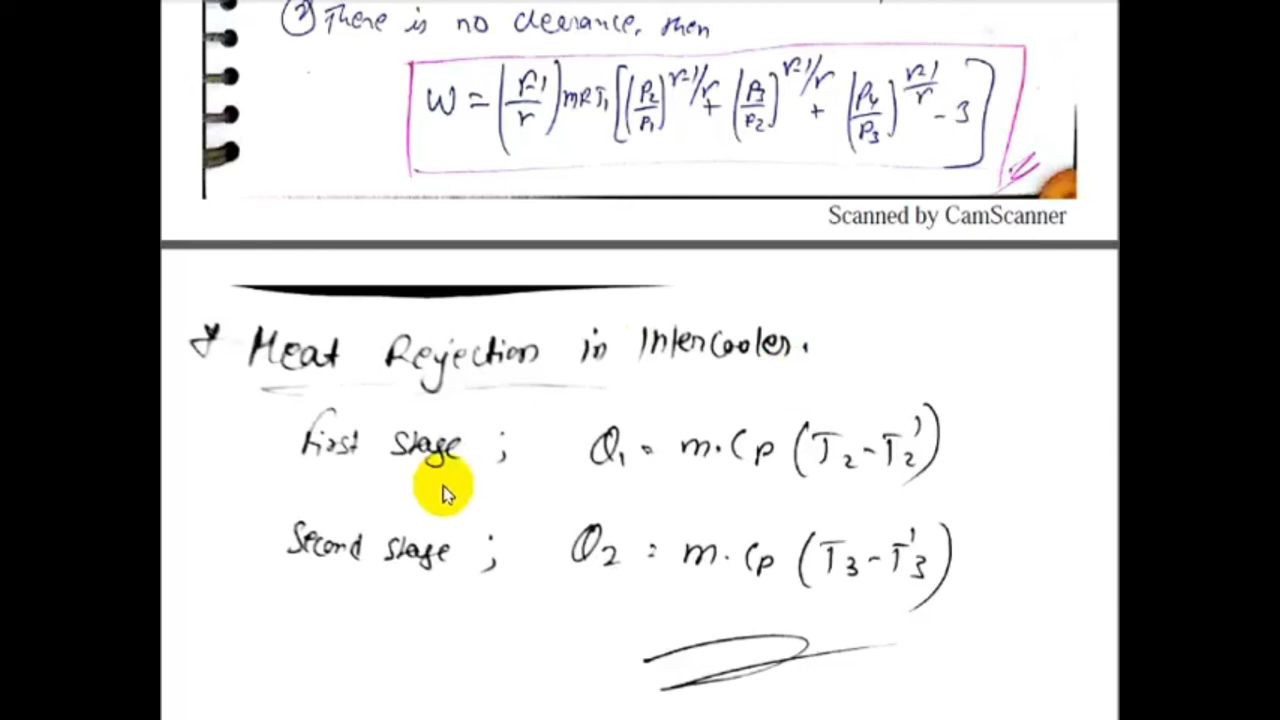 ② There is no clearance, then
W = (r-1/r) mRT₁ [(P₂/P₁)^r-1/r + (P₃/P₂)^r-1/r + (P₄/P₃)^r-1/r - 3]
Scanned by CamScanner
* Heat Rejection in Intercooler.
First stage ; Q₁ = m.Cp (T₂-T₂')
Second stage ; Q₂ = m.Cp (T₃-T₃')